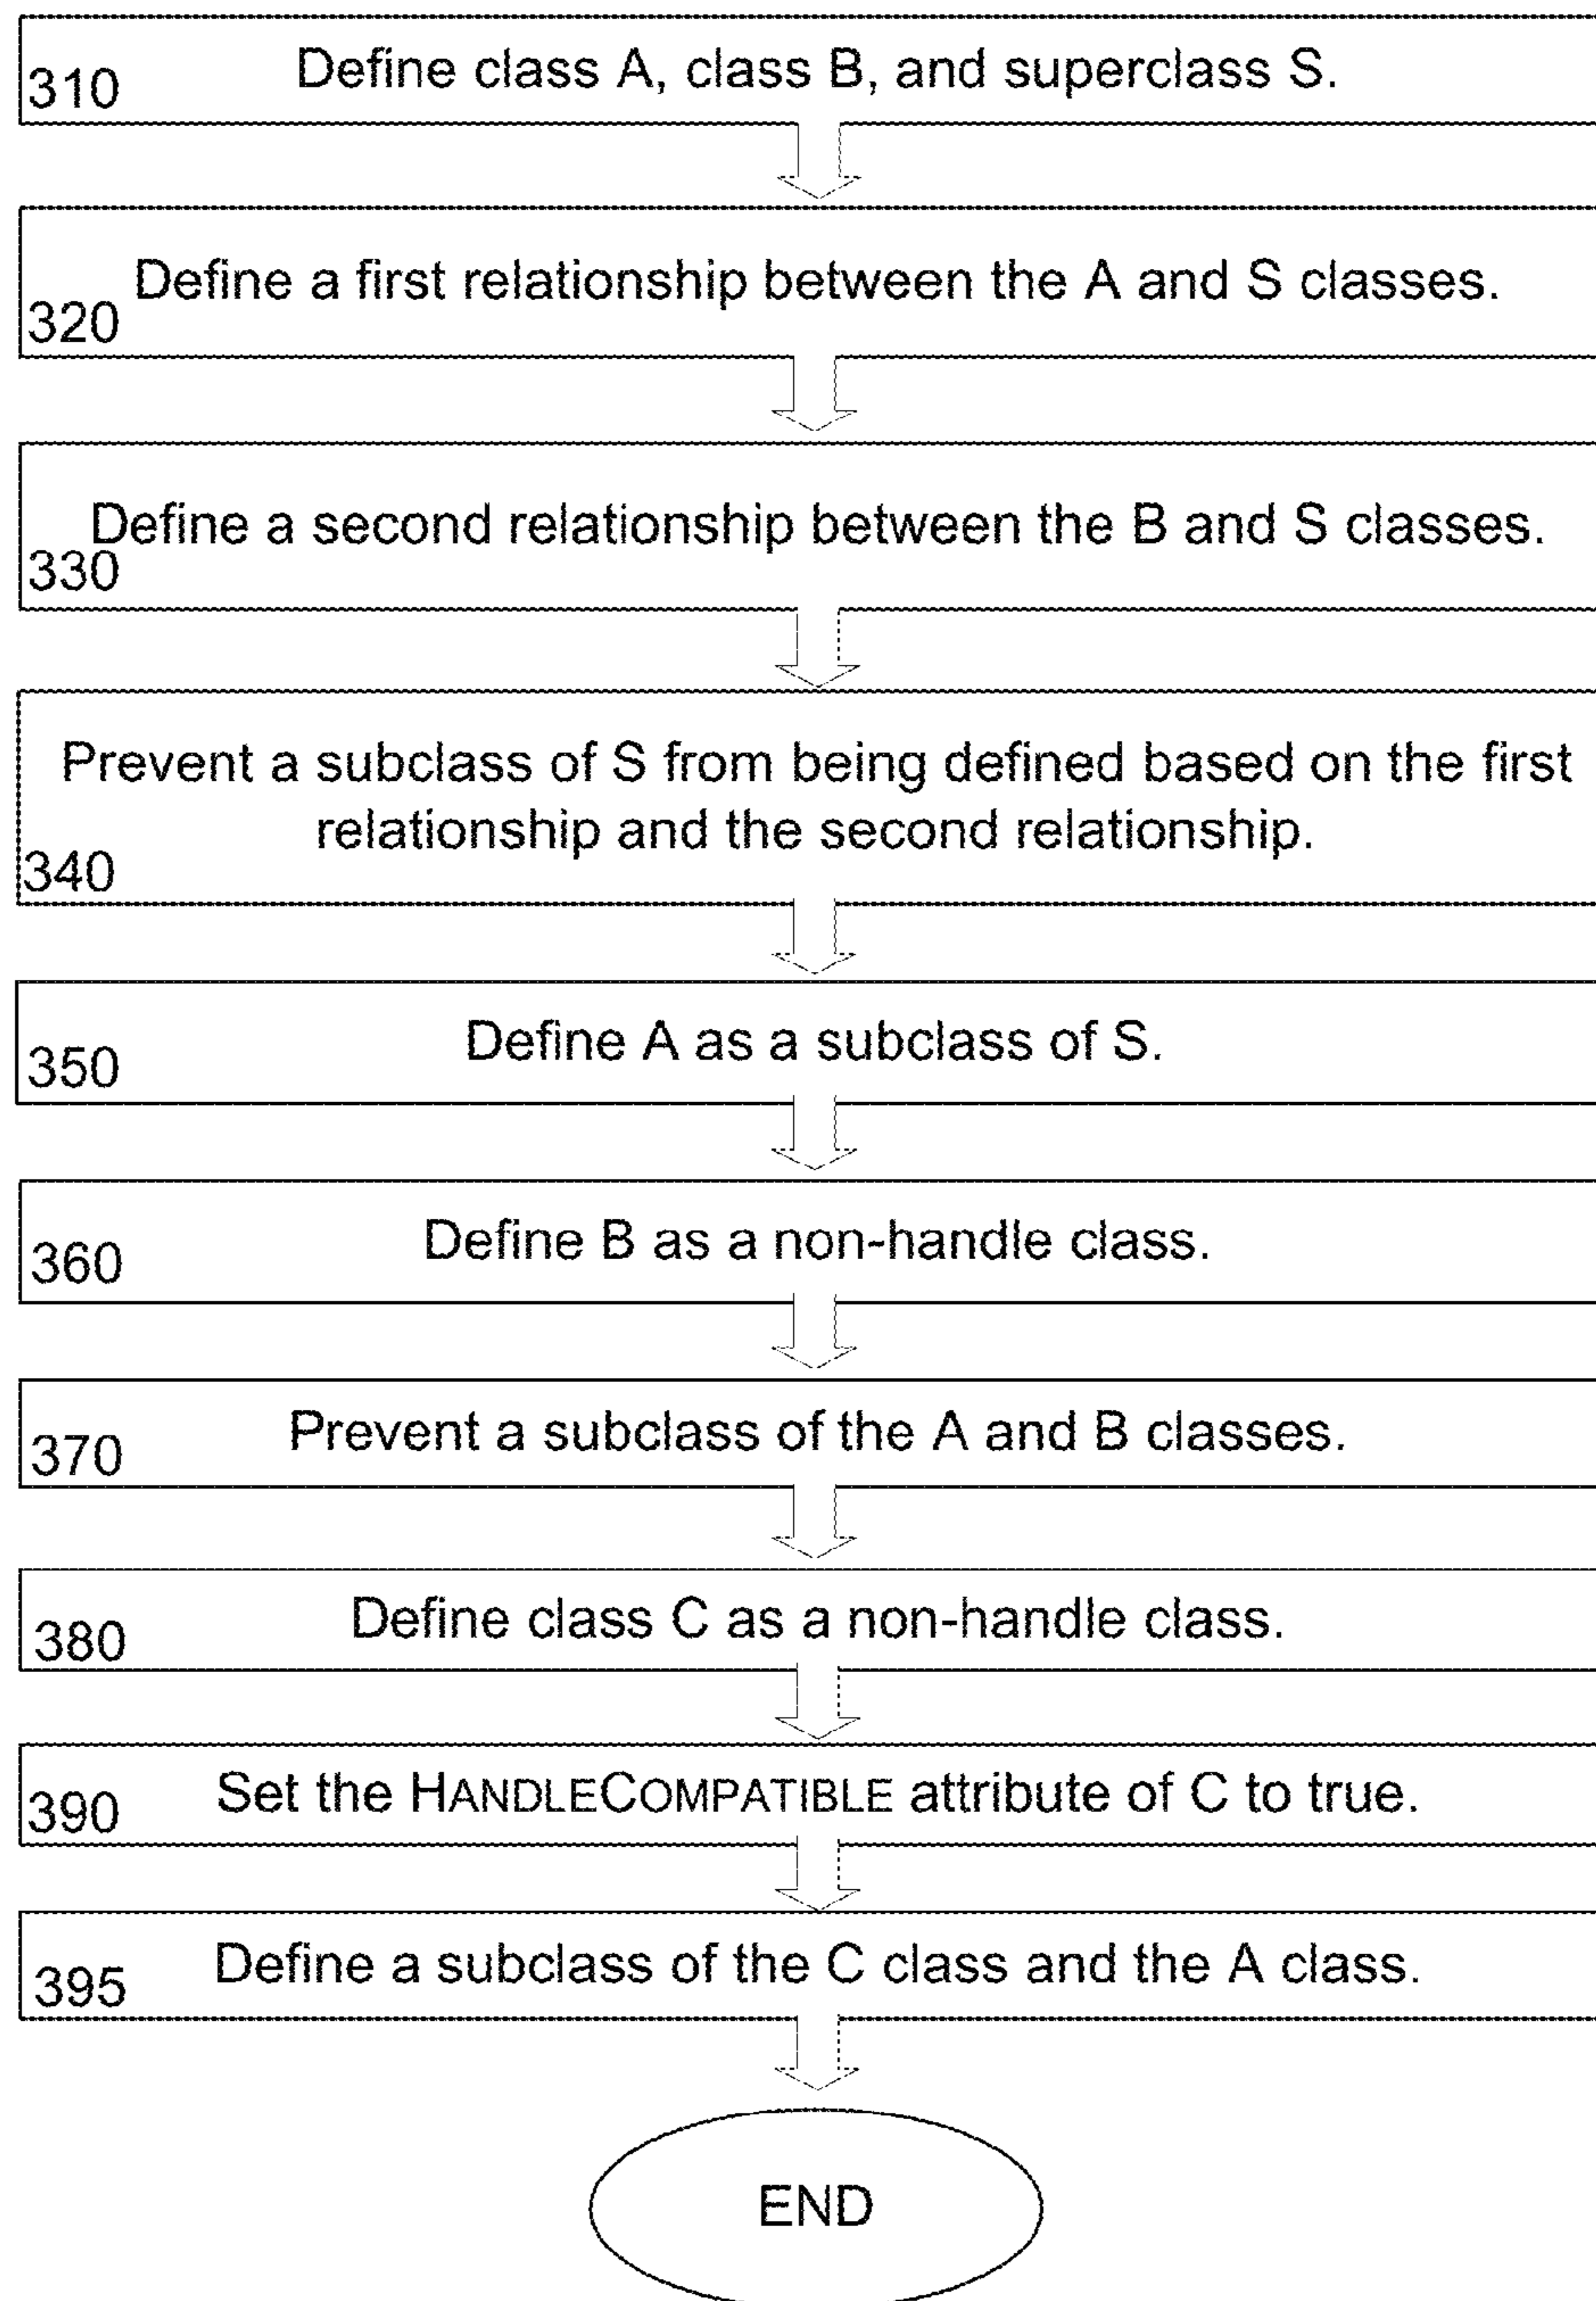 310 Define class A, class B, and superclass S.
320 Define a first relationship between the A and S classes.
330 Define a second relationship between the B and S classes.
Prevent a subclass of S from being defined based on the first
relationship and the second relationship.
340
350 Define A as a subclass of S.
360 Define B as a non-handle class.
370 Prevent a subclass of the A and B classes.
380 Define class C as a non-handle class.
390 Set the HANDLECOMPATIBLE attribute of C to true.
395 Define a subclass of the C class and the A class.
END